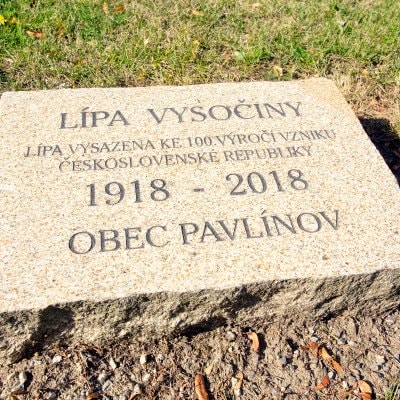 LÍPA VYSOČINY
LÍPA VYSAZENA KE 100.VÝROČÍ VZNIKU
ČESKOSLOVENSKÉ REPUBLIKY
1918 - 2018
OBEC PAVLÍNOV